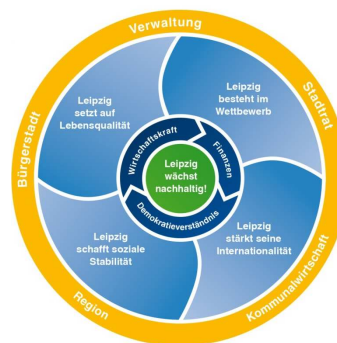 Verwaltung
Stadtrat
Bürgerstadt
Leipzig
setzt auf
Lebensqualität
Leipzig
besteht im
Wettbewerb
Wirtschaftskraft
Finanzen
Leipzig
wächst
nachhaltig!
Demokratieverständnis
Leipzig
schafft soziale
Stabilität
Leipzig
stärkt seine
Internationalität
Region
Kommunalwirtschaft